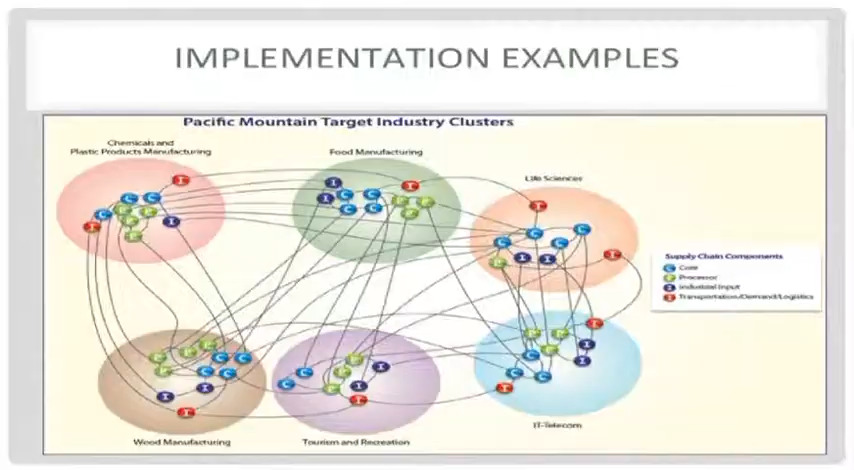 IMPLEMENTATION EXAMPLES
Pacific Mountain Target Industry Clusters
Chemicals and
Plastic Products Manufacturing
Food Manufacturing
Life Sciences
Supply Chain Components
C Core
P Processor
I Industrial Input
T Transportation/Demand/Logistics
Wood Manufacturing
Tourism and Recreation
IT-Telecom